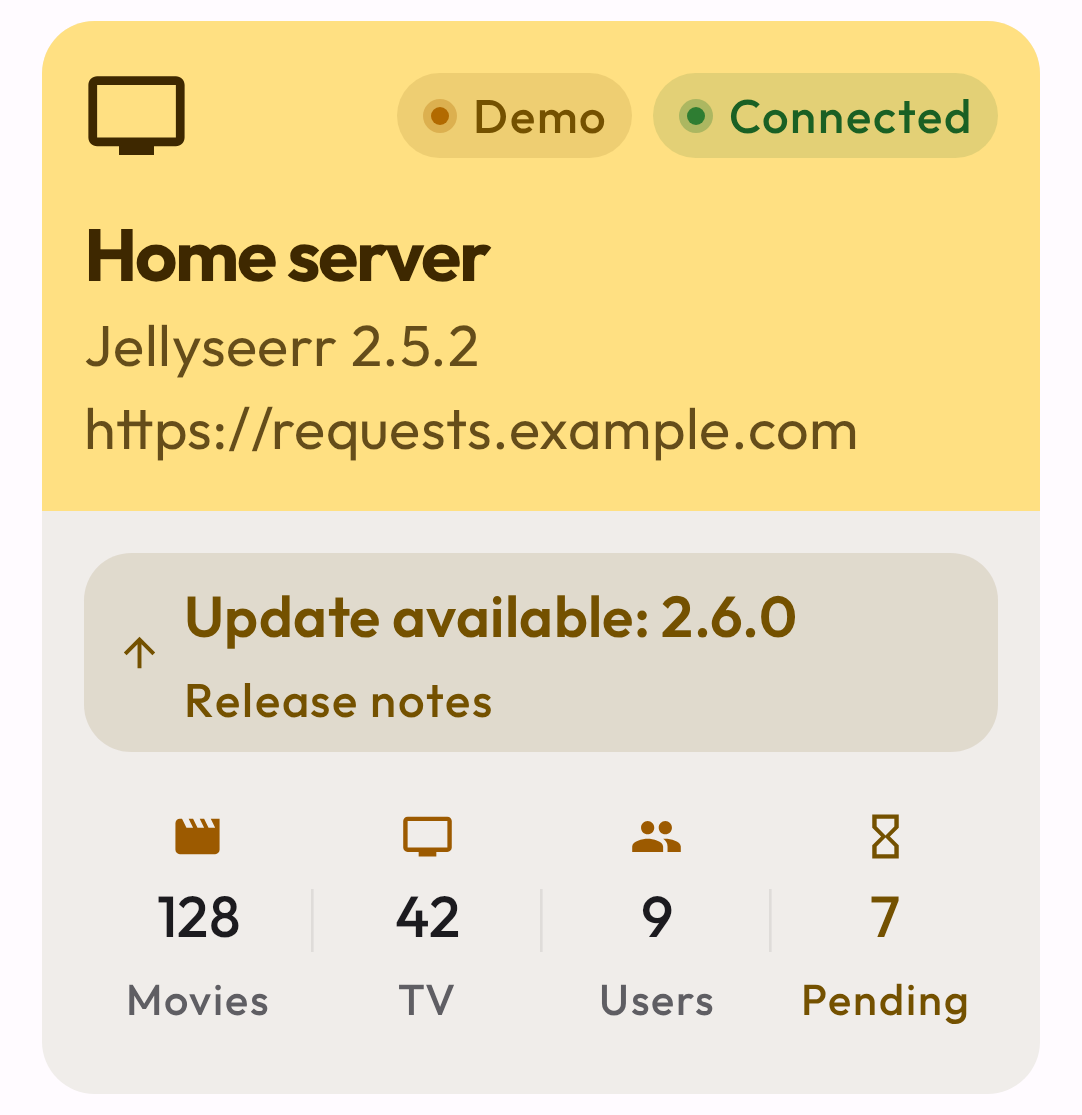 Demo
Connected
Home server
Jellyseerr 2.5.2
https://requests.example.com
Update available: 2.6.0
Release notes
128
42
9
7
Movies
TV
Users
Pending